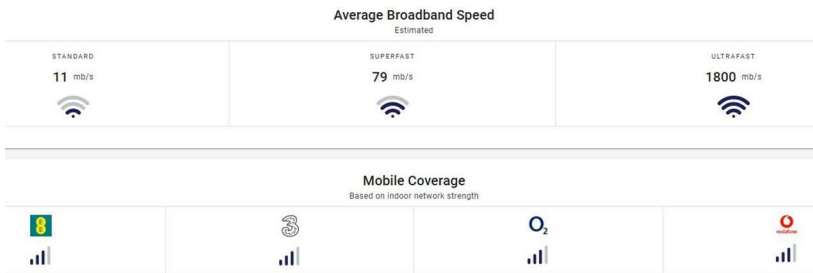 Average Broadband Speed
Estimated
STANDARD SUPERFAST ULTRAFAST
11 mb/s 79 mb/s 1800 mb/s
Mobile Coverage
Based on indoor network strength
EE 3 O2 vodafone